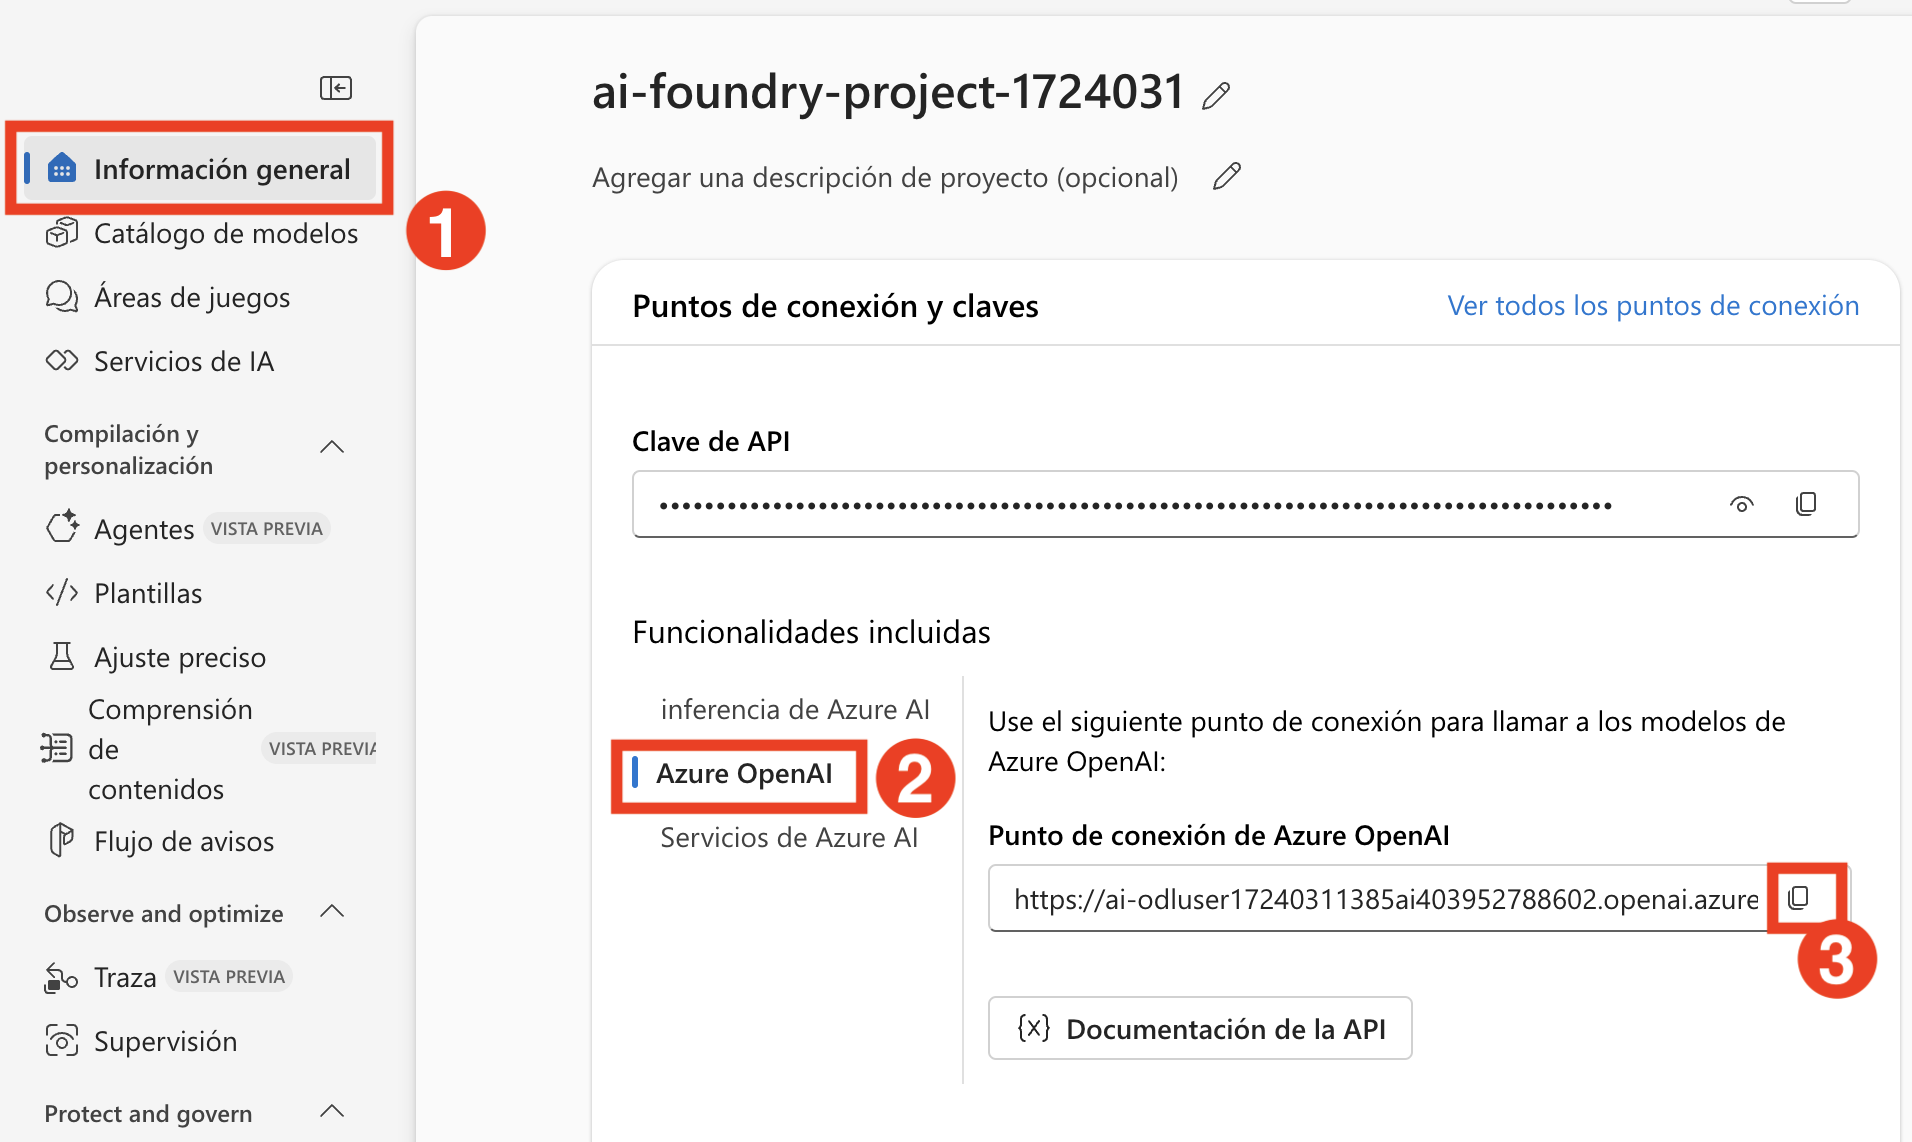 Información general
1
Catálogo de modelos
Áreas de juegos
Servicios de IA
Compilación y
personalización
Agentes VISTA PREVIA
Plantillas
Ajuste preciso
Comprensión
de VISTA PREVIA
contenidos
Flujo de avisos
Observe and optimize
Traza VISTA PREVIA
Supervisión
Protect and govern
ai-foundry-project-1724031
Agregar una descripción de proyecto (opcional)
Puntos de conexión y claves
Ver todos los puntos de conexión
Clave de API
••••••••••••••••••••••••••••••••••••••••••••••••••••••••••••••••••••••••••••••••••••
Funcionalidades incluidas
inferencia de Azure AI
Azure OpenAI
2
Servicios de Azure AI
Use el siguiente punto de conexión para llamar a los modelos de
Azure OpenAI:
Punto de conexión de Azure OpenAI
https://ai-odluser17240311385ai403952788602.openai.azure
3
{x} Documentación de la API